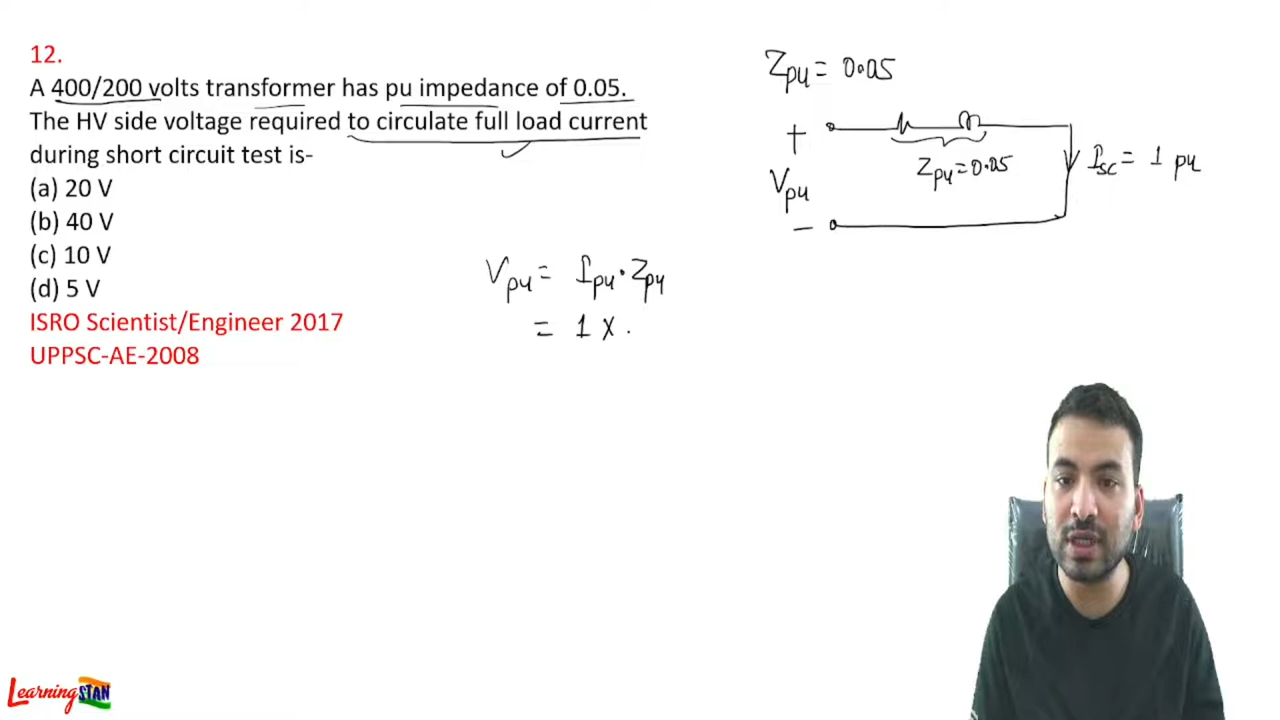 12.
A 400/200 volts transformer has pu impedance of 0.05.
The HV side voltage required to circulate full load current
during short circuit test is-
(a) 20 V
(b) 40 V
(c) 10 V
(d) 5 V
ISRO Scientist/Engineer 2017
UPPSC-AE-2008
Zpu = 0.05
+
Vpu
-
Zpu = 0.05
Isc = 1 pu
Vpu = Ipu · Zpu
= 1 × .
LearningSTAN